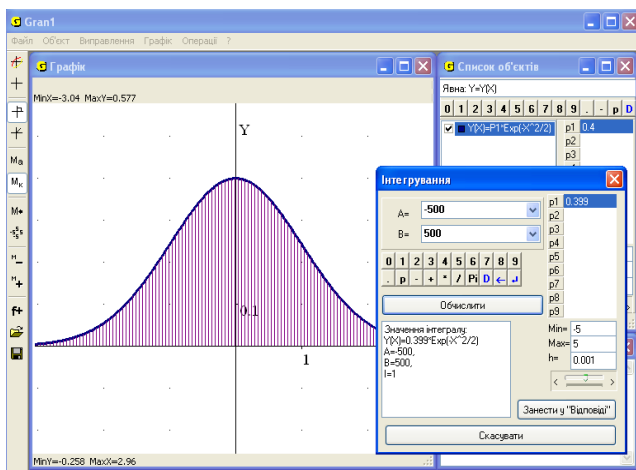 Gran1
Файл Об'єкт Виправлення Графік Операції ?
Графік
MinX=-3.04 MaxY=0.577
Y
0.1
1
MinY=-0.258 MaxX=2.96
Список об'єктів
Явна: Y=Y(X)
0 1 2 3 4 5 6 7 8 9 . - p D
Y(X)=P1*Exp(-X^2/2)
p1 0.4
p2
p3
Інтегрування
A= -500
B= 500
0 1 2 3 4 5 6 7 8 9
. p - + * / Pi D ← ↵
Обчислити
Значення інтегралу:
Y(X)=0.399*Exp(-X^2/2)
A=-500,
B=500,
I=1
p1 0.399
p2
p3
p4
p5
p6
p7
p8
p9
Min= -5
Max= 5
h= 0.001
Занести у "Відповіді"
Скасувати
Ма
Мк
М+
f+